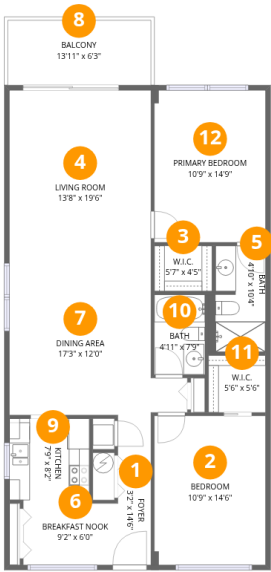 8
BALCONY
13'11" x 6'3"
12
PRIMARY BEDROOM
10'9" x 14'9"
4
LIVING ROOM
13'8" x 19'6"
3
W.I.C.
5'7" x 4'5"
5
BATH
4'10" x 10'4"
7
DINING AREA
17'3" x 12'0"
10
BATH
4'11" x 7'9"
11
W.I.C.
5'6" x 5'6"
9
KITCHEN
7'9" x 8'2"
1
FOYER
3'2" x 14'6"
2
BEDROOM
10'9" x 14'6"
6
BREAKFAST NOOK
9'2" x 6'0"